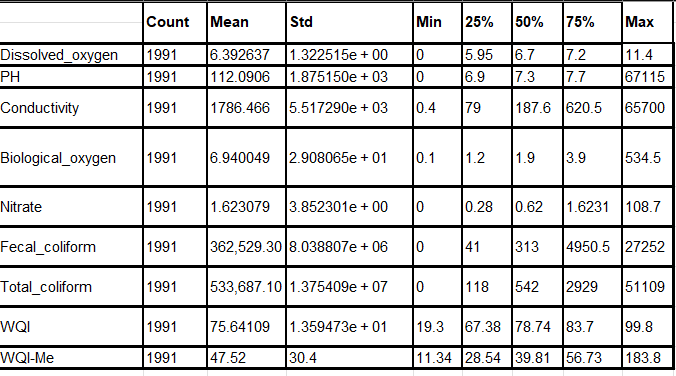 Count Mean Std Min 25% 50% 75% Max
Dissolved_oxygen 1991 6.392637 1.322515e + 00 0 5.95 6.7 7.2 11.4
PH 1991 112.0906 1.875150e + 03 0 6.9 7.3 7.7 67115
Conductivity 1991 1786.466 5.517290e + 03 0.4 79 187.6 620.5 65700
Biological_oxygen 1991 6.940049 2.908065e + 01 0.1 1.2 1.9 3.9 534.5
Nitrate 1991 1.623079 3.852301e + 00 0 0.28 0.62 1.6231 108.7
Fecal_coliform 1991 362,529.30 8.038807e + 06 0 41 313 4950.5 27252
Total_coliform 1991 533,687.10 1.375409e + 07 0 118 542 2929 51109
WQI 1991 75.64109 1.359473e + 01 19.3 67.38 78.74 83.7 99.8
WQI-Me 1991 47.52 30.4 11.34 28.54 39.81 56.73 183.8